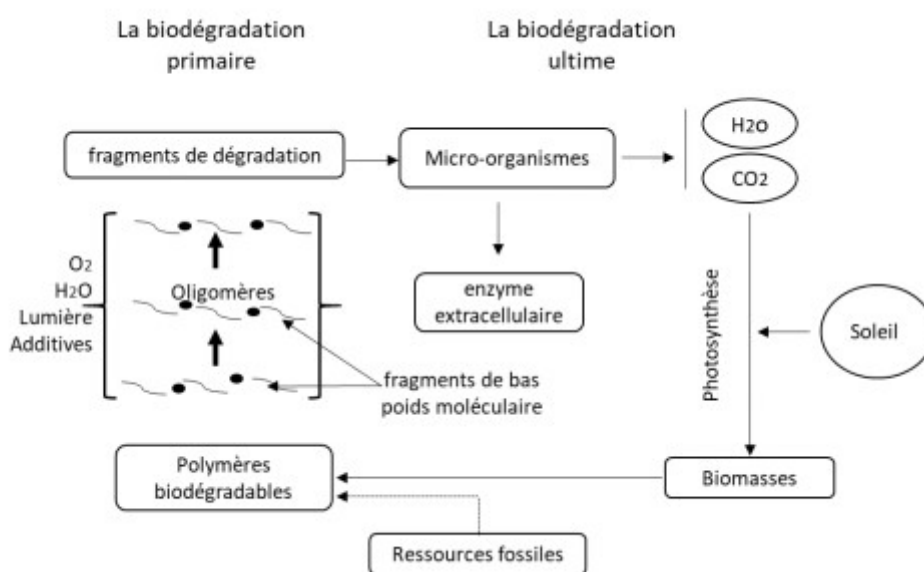 La biodégradation
primaire
La biodégradation
ultime
fragments de dégradation
Micro-organismes
H2o
CO2
O2
H2O
Lumière
Additives
Oligomères
enzyme
extracellulaire
Photosynthèse
Soleil
fragments de bas
poids moléculaire
Polymères
biodégradables
Biomasses
Ressources fossiles